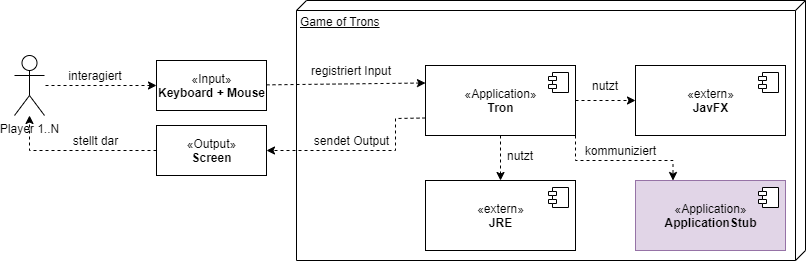 Game of Trons
interagiert
«Input»
Keyboard + Mouse
registriert Input
«Application»
Tron
nutzt
«extern»
JavFX
Player 1..N
stellt dar
«Output»
Screen
sendet Output
nutzt
kommuniziert
«extern»
JRE
«Application»
ApplicationStub